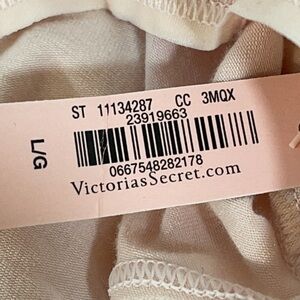 ST 11134287 CC 3MQX
23919663
L/G
0667548282178
VictoriasSecret.com